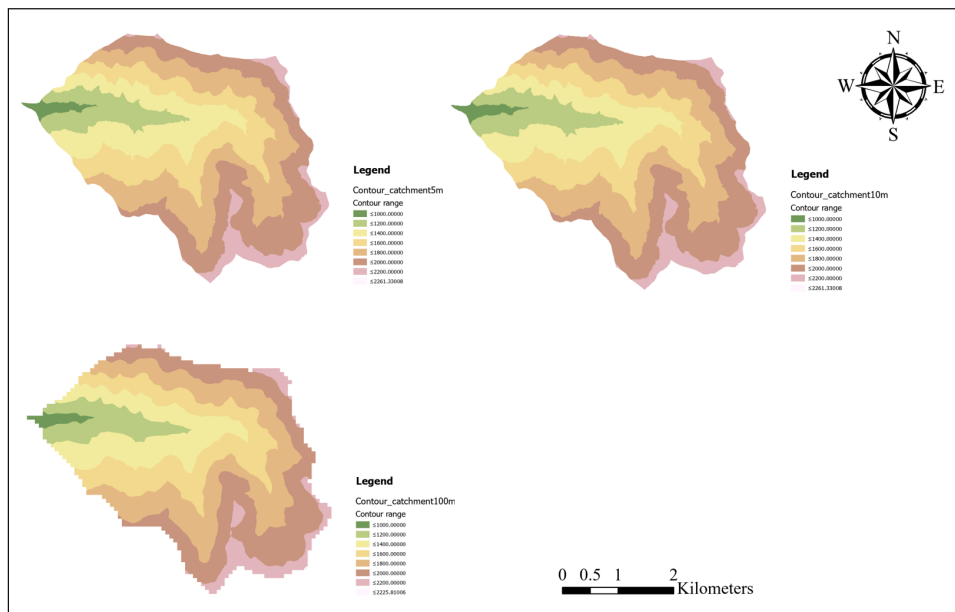 N
W E
S
Legend
Contour_catchment5m
Contour range
≤1000.00000
≤1200.00000
≤1400.00000
≤1600.00000
≤1800.00000
≤2000.00000
≤2200.00000
≤2261.33008
Legend
Contour_catchment10m
Contour range
≤1000.00000
≤1200.00000
≤1400.00000
≤1600.00000
≤1800.00000
≤2000.00000
≤2200.00000
≤2261.33008
Legend
Contour_catchment100m
Contour range
≤1000.00000
≤1200.00000
≤1400.00000
≤1600.00000
≤1800.00000
≤2000.00000
≤2200.00000
≤2225.81006
0 0.5 1 2
Kilometers